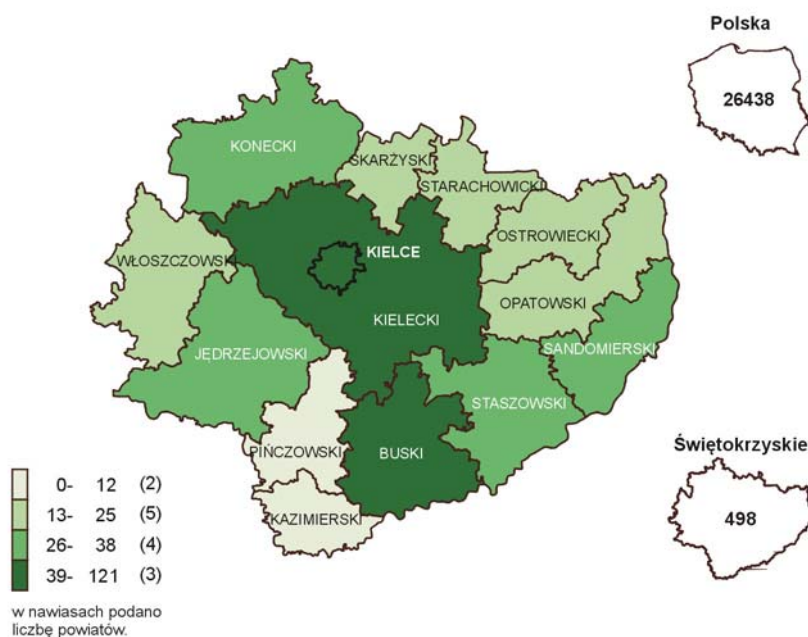 Polska
26438
KONECKI
SKARŻYSKI
STARACHOWICKI
OSTROWIECKI
KIELCE
WŁOSZCZOWSKI
OPATOWSKI
KIELECKI
SANDOMIERSKI
JĘDRZEJOWSKI
STASZOWSKI
PIŃCZOWSKI
BUSKI
KAZIMIERSKI
Świętokrzyskie
498
0- 12 (2)
13- 25 (5)
26- 38 (4)
39- 121 (3)
w nawiasach podano
liczbę powiatów.